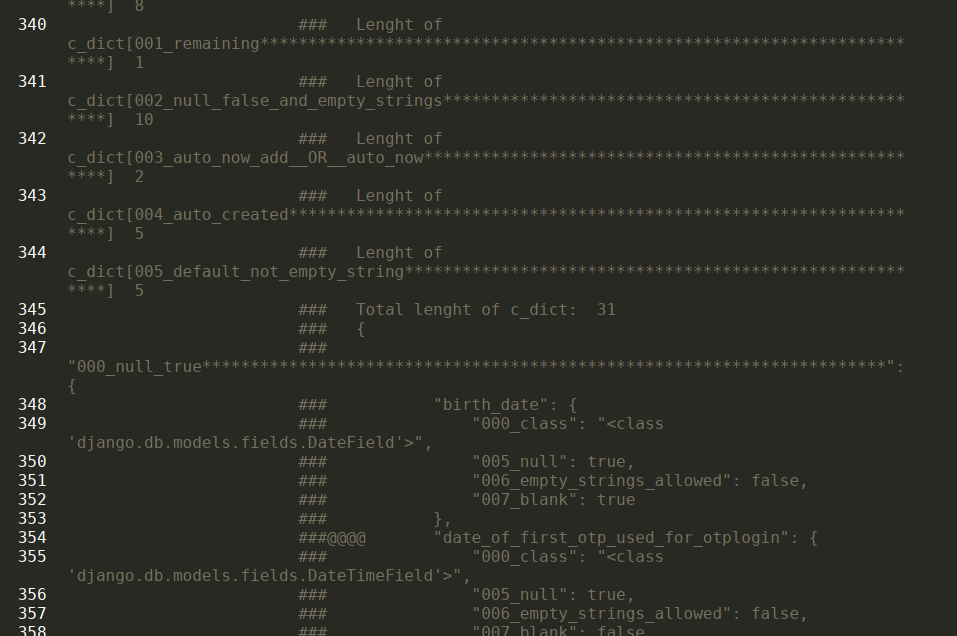 ****]  8
340                          ###   Lenght of
c_dict[001_remaining*******************************************************************
****]  1
341                          ###   Lenght of
c_dict[002_null_false_and_empty_strings************************************************
****]  10
342                          ###   Lenght of
c_dict[003_auto_now_add__OR__auto_now**************************************************
****]  2
343                          ###   Lenght of
c_dict[004_auto_created****************************************************************
****]  5
344                          ###   Lenght of
c_dict[005_default_not_empty_string****************************************************
****]  5
345                          ###   Total lenght of c_dict:  31
346                          ###   {
347                          ###
"000_null_true***********************************************************************":
{
348                          ###           "birth_date": {
349                          ###               "000_class": "<class
'django.db.models.fields.DateField'>",
350                          ###               "005_null": true,
351                          ###               "006_empty_strings_allowed": false,
352                          ###               "007_blank": true
353                          ###           },
354                          ###@@@@       "date_of_first_otp_used_for_otplogin": {
355                          ###               "000_class": "<class
'django.db.models.fields.DateTimeField'>",
356                          ###               "005_null": true,
357                          ###               "006_empty_strings_allowed": false,
358                          ###               "007_blank": false